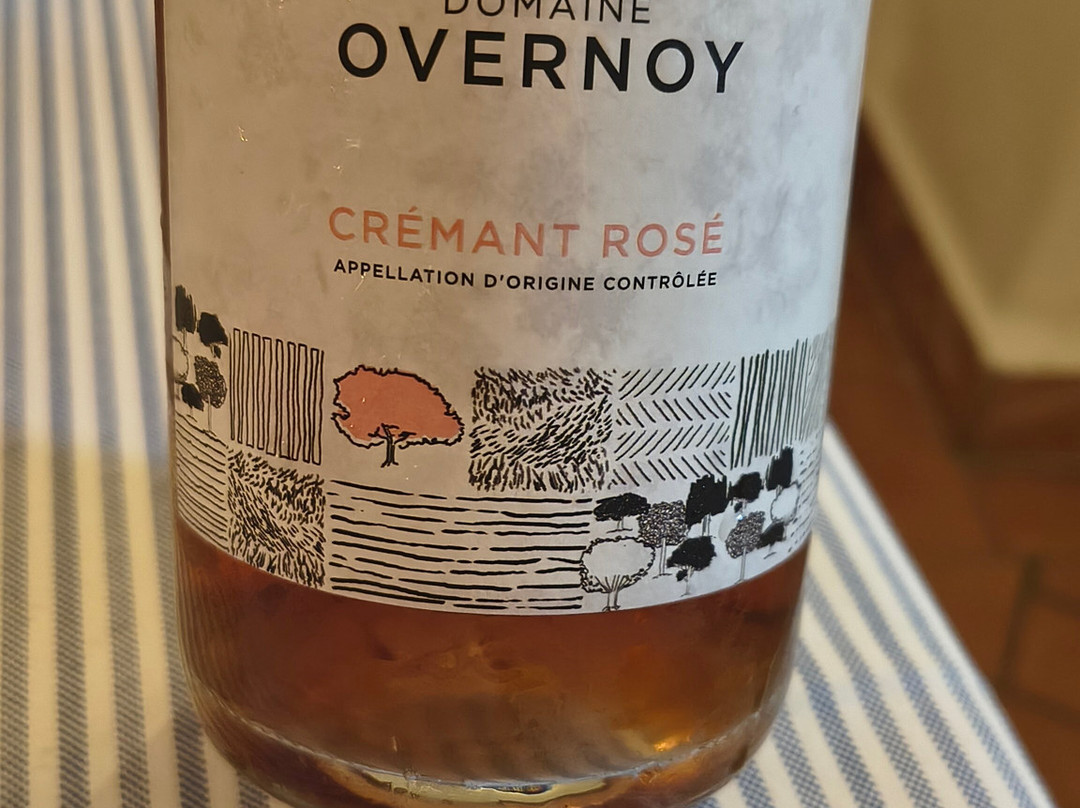 DOMAINE
OVERNOY
CRÉMANT ROSÉ
APPELLATION D'ORIGINE CONTRÔLÉE